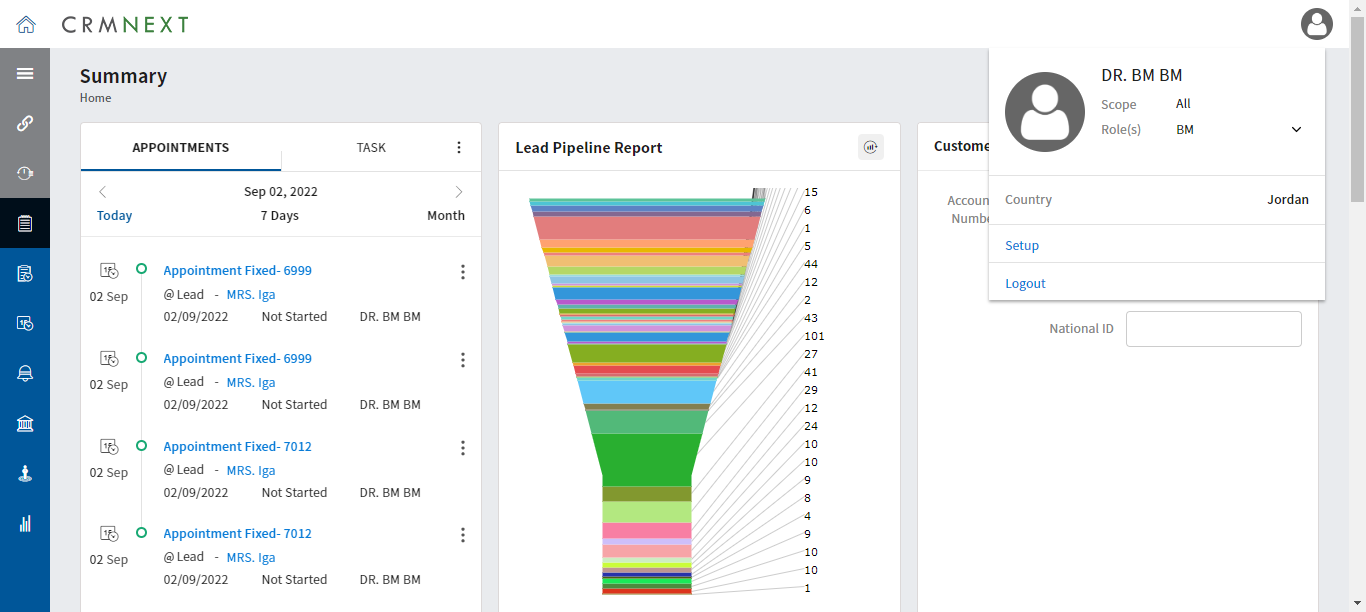 CRMNEXT
Summary
Home
DR. BM BM
Scope All
Role(s) BM
Country Jordan
Setup
Logout
APPOINTMENTS TASK
Sep 02, 2022
Today 7 Days Month
02 Sep
Appointment Fixed- 6999
@ Lead - MRS. Iga
02/09/2022 Not Started DR. BM BM
02 Sep
Appointment Fixed- 6999
@ Lead - MRS. Iga
02/09/2022 Not Started DR. BM BM
02 Sep
Appointment Fixed- 7012
@ Lead - MRS. Iga
02/09/2022 Not Started DR. BM BM
02 Sep
Appointment Fixed- 7012
@ Lead - MRS. Iga
02/09/2022 Not Started DR. BM BM
Lead Pipeline Report
15
6
1
5
44
12
2
43
101
27
41
29
12
24
10
10
9
8
4
9
10
10
1
Custome
Accoun
Numbe
National ID